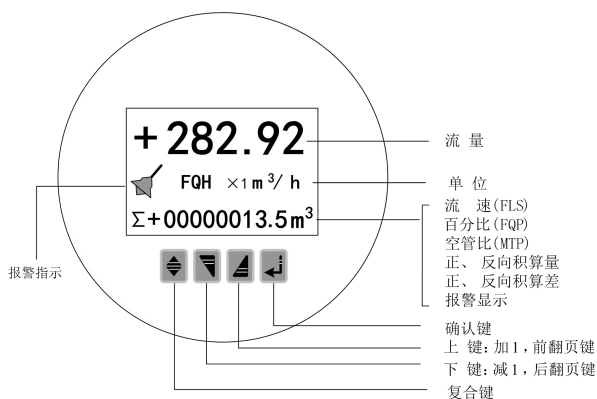 +282.92
流 量
FQH ×1m³/h
单 位
Σ+00000013.5m³
流 速(FLS)
百分比(FQP)
空管比(MTP)
正、反向积算量
正、反向积算差
报警显示
报警指示
确认键
上 键:加1,前翻页键
下 键:减1,后翻页键
复合键